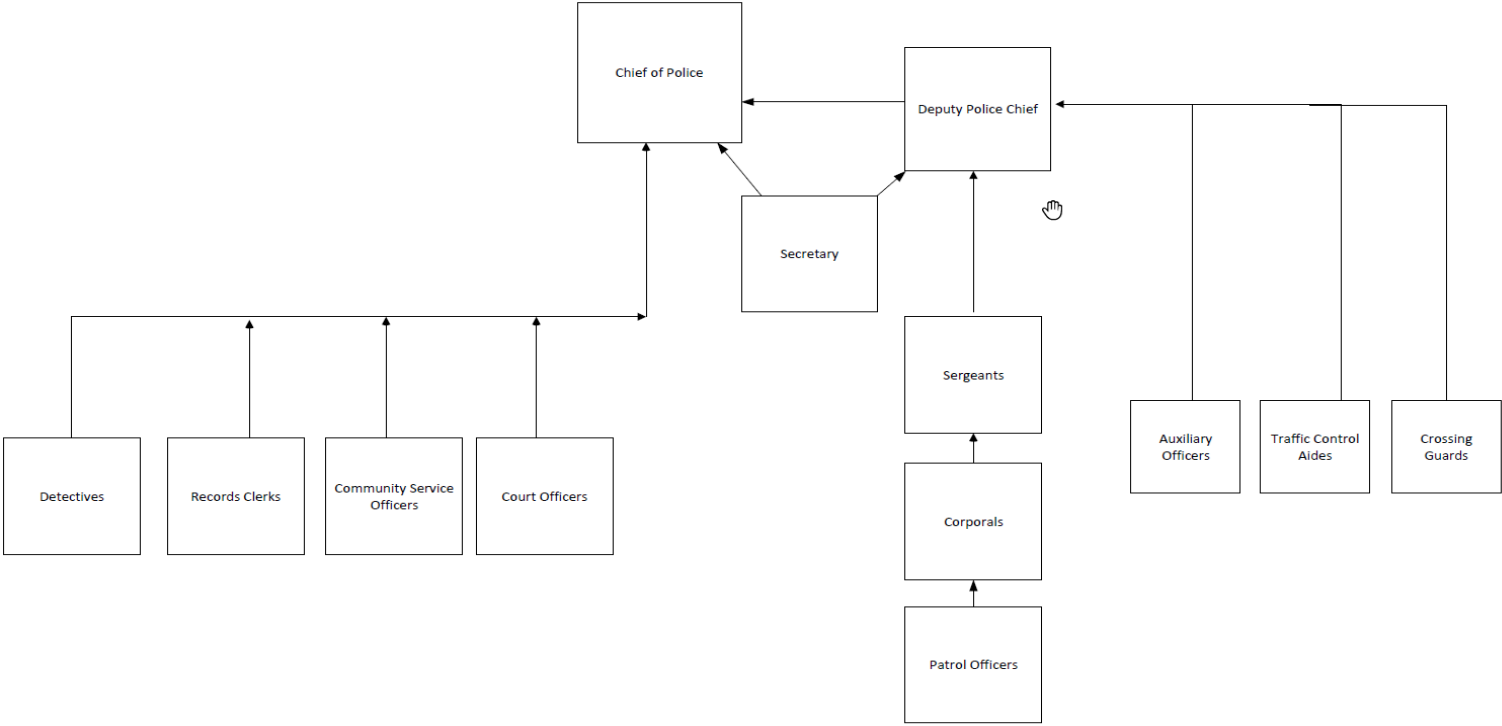 Chief of Police
Deputy Police Chief
Secretary
Sergeants
Auxiliary
Officers
Traffic Control
Aides
Crossing
Guards
Detectives
Records Clerks
Community Service
Officers
Court Officers
Corporals
Patrol Officers